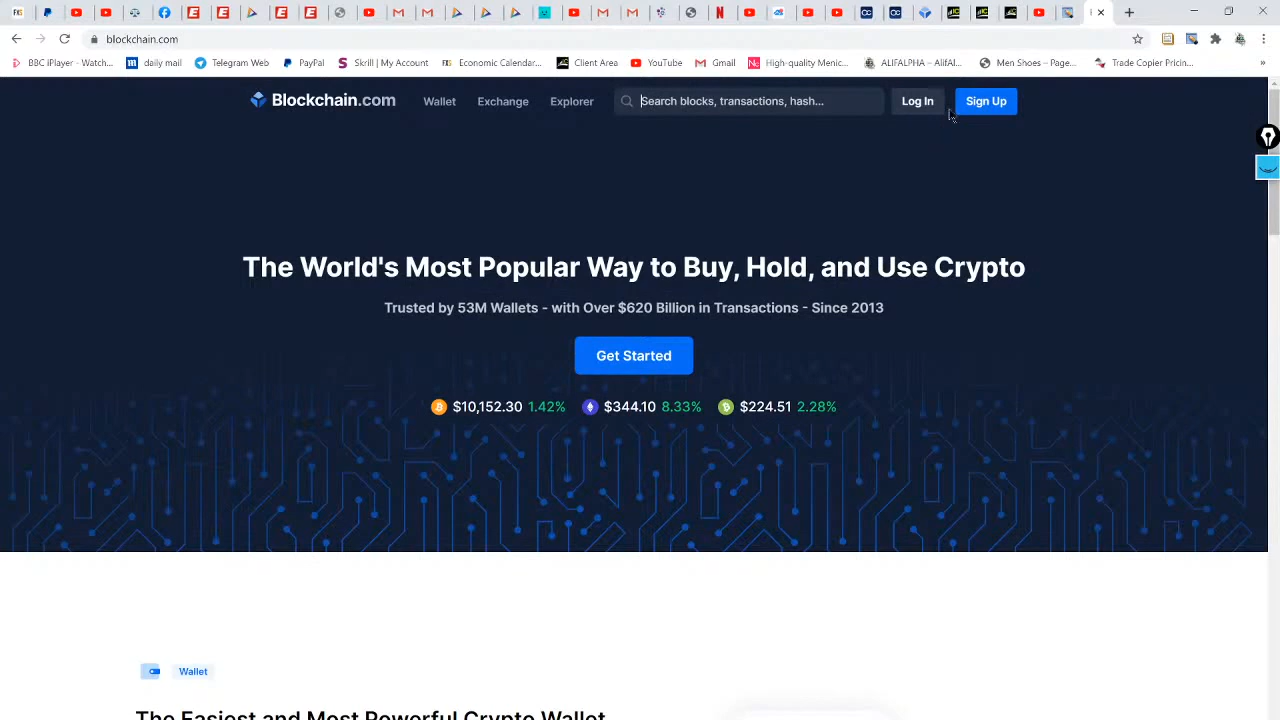 blockchain.com
BBC iPlayer - Watch...
daily mail
Telegram Web
PayPal
Skrill | My Account
Economic Calendar...
Client Area
YouTube
Gmail
High-quality Menic...
ALIFALPHA — AlifAl...
Men Shoes – Page...
Trade Copier Pricin...
»
Blockchain.com
Wallet
Exchange
Explorer
Search blocks, transactions, hash...
Log In
Sign Up
The World's Most Popular Way to Buy, Hold, and Use Crypto
Trusted by 53M Wallets - with Over $620 Billion in Transactions - Since 2013
Get Started
$10,152.30 1.42% $344.10 8.33% $224.51 2.28%
Wallet
The Easiest and Most Powerful Crypto Wallet